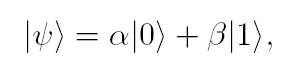 |ψ⟩ = α|0⟩ + β|1⟩,